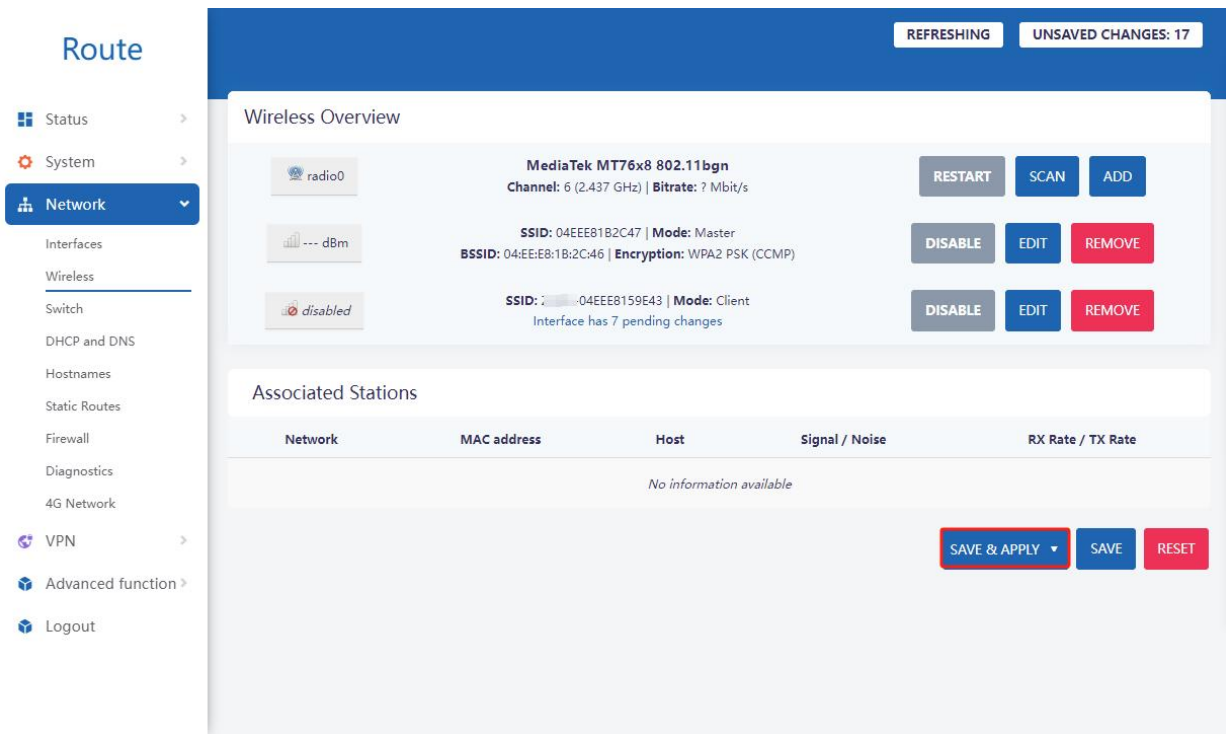 Route
REFRESHING
UNSAVED CHANGES: 17
Status
System
Network
Interfaces
Wireless
Switch
DHCP and DNS
Hostnames
Static Routes
Firewall
Diagnostics
4G Network
VPN
Advanced function
Logout
Wireless Overview
radio0
MediaTek MT76x8 802.11bgn
Channel: 6 (2.437 GHz) | Bitrate: ? Mbit/s
RESTART
SCAN
ADD
--- dBm
SSID: 04EEE81B2C47 | Mode: Master
BSSID: 04:EE:E8:1B:2C:46 | Encryption: WPA2 PSK (CCMP)
DISABLE
EDIT
REMOVE
disabled
SSID: -04EEE8159E43 | Mode: Client
Interface has 7 pending changes
DISABLE
EDIT
REMOVE
Associated Stations
Network
MAC address
Host
Signal / Noise
RX Rate / TX Rate
No information available
SAVE & APPLY
SAVE
RESET